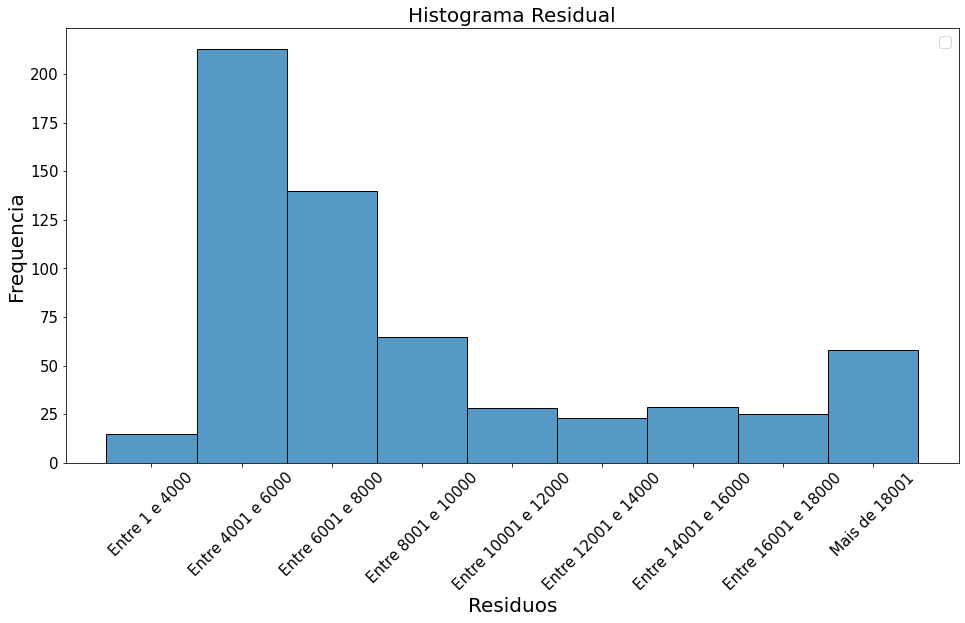 Histograma Residual
Frequencia
200
175
150
125
100
75
50
25
0
Entre 1 e 4000
Entre 4001 e 6000
Entre 6001 e 8000
Entre 8001 e 10000
Entre 10001 e 12000
Entre 12001 e 14000
Entre 14001 e 16000
Entre 16001 e 18000
Mais de 18001
Residuos